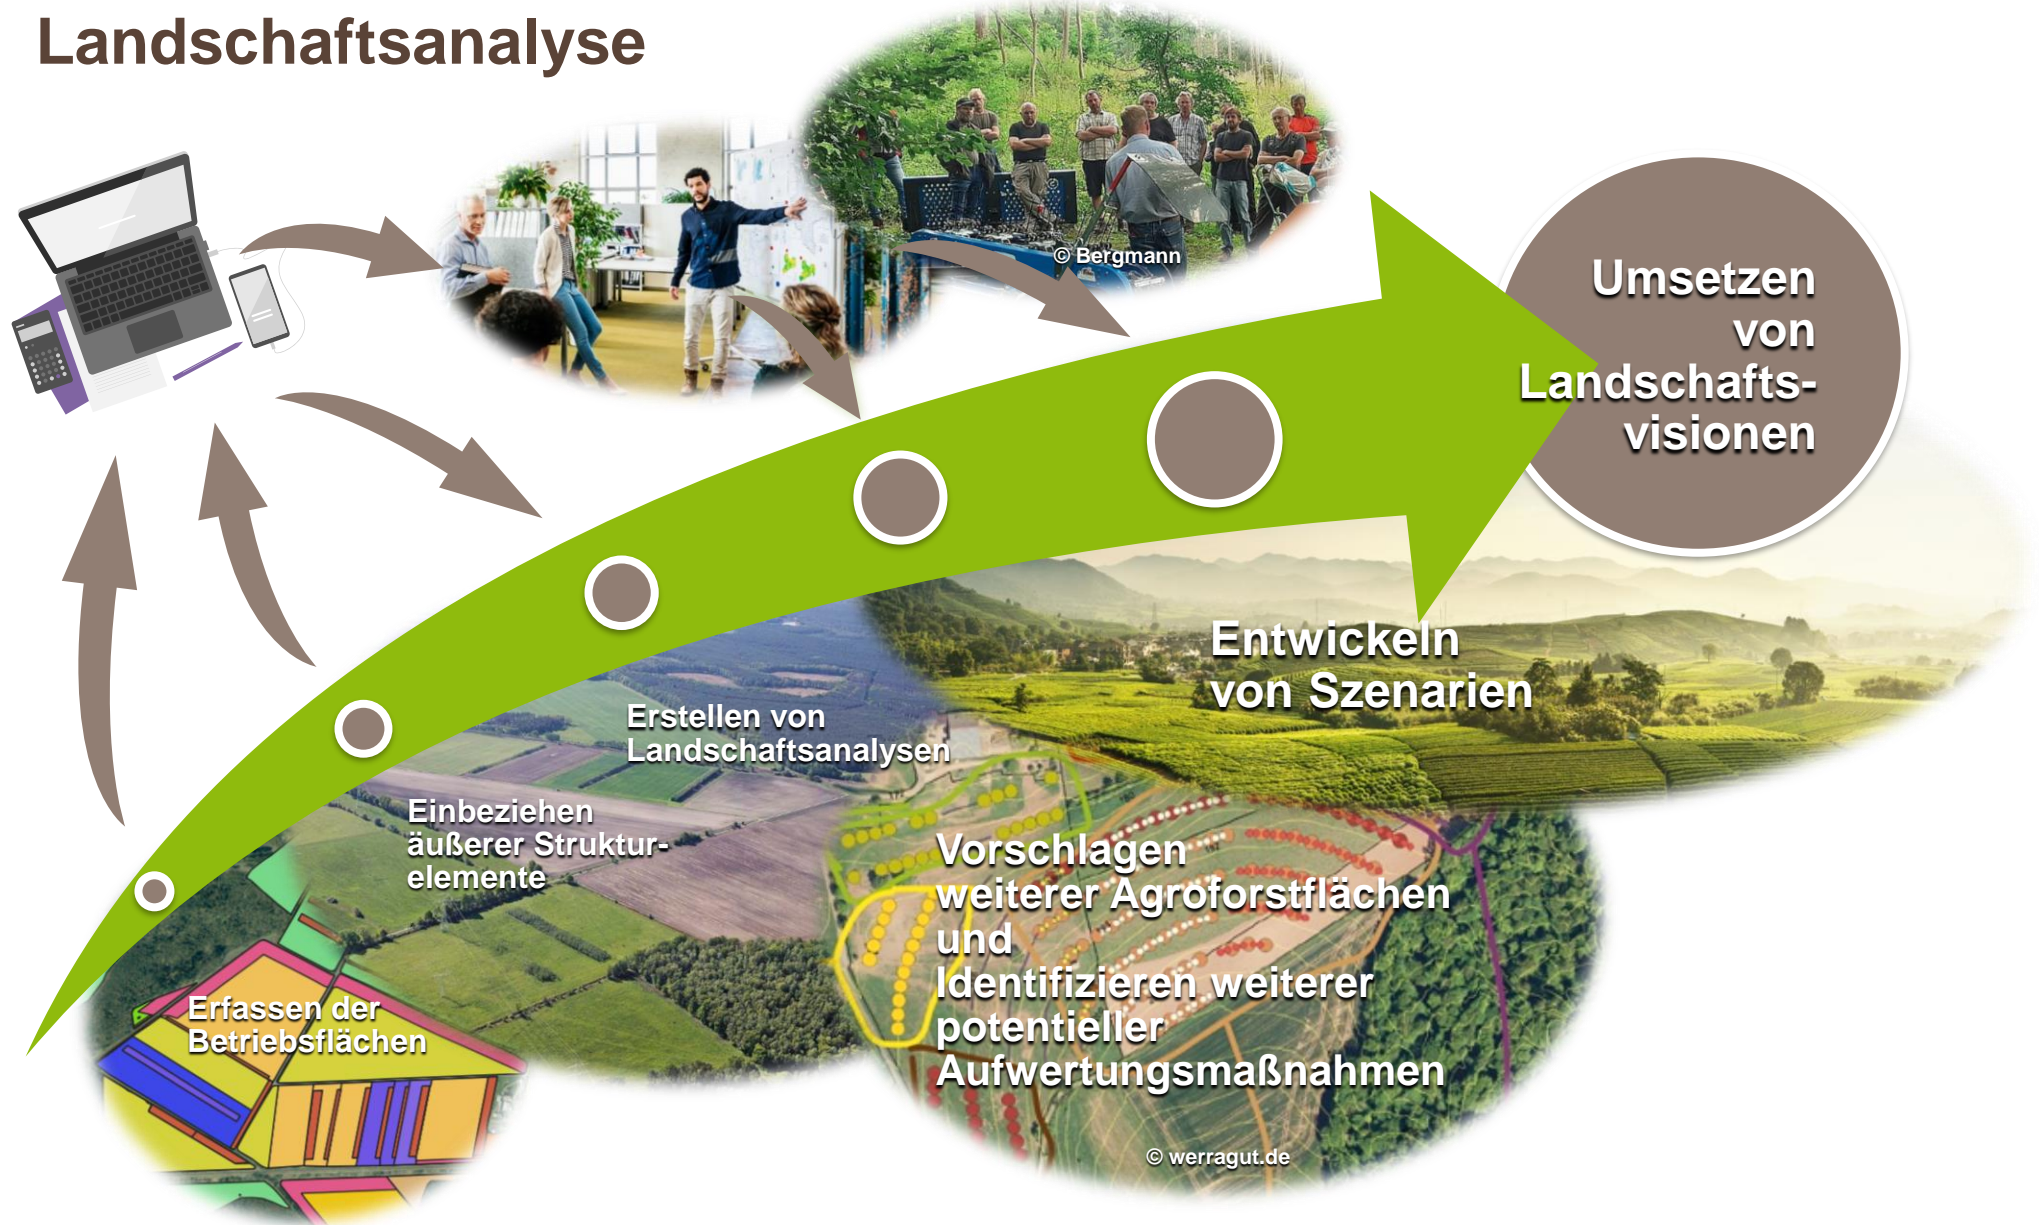 Landschaftsanalyse
© Bergmann
Umsetzen
von
Landschafts-
visionen
Entwickeln
von Szenarien
Erstellen von
Landschaftsanalysen
Einbeziehen
äußerer Struktur-
elemente
Vorschlagen
weiterer Agroforstflächen
und
Identifizieren weiterer
potentieller
Aufwertungsmaßnahmen
Erfassen der
Betriebsflächen
© werragut.de